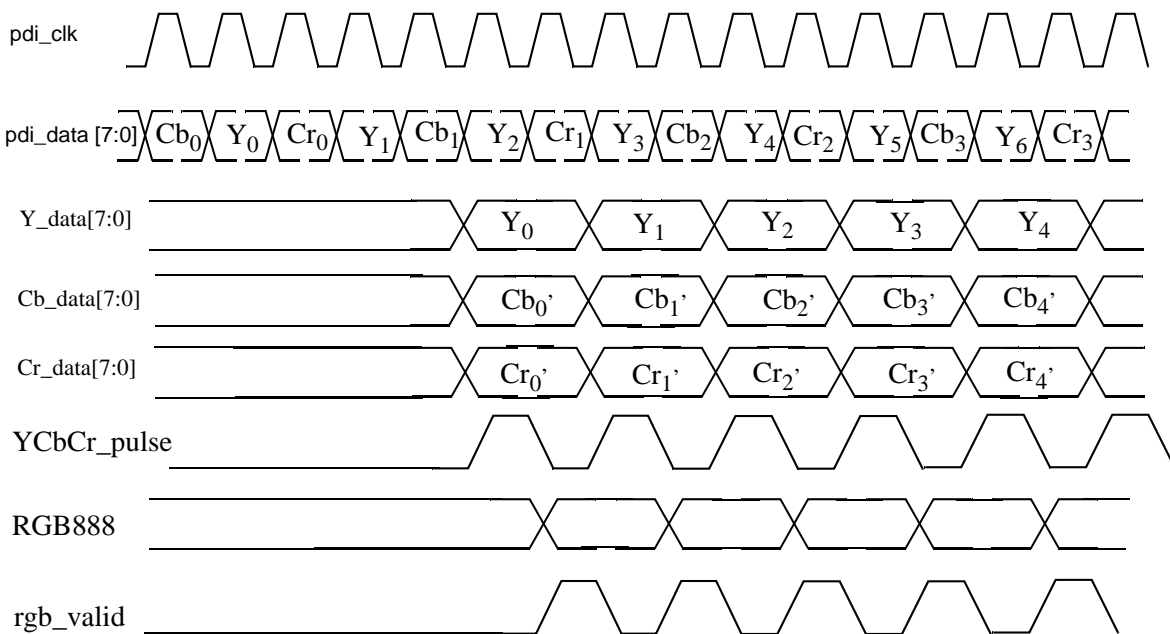 pdi_clk
pdi_data [7:0] Cb0 Y0 Cr0 Y1 Cb1 Y2 Cr1 Y3 Cb2 Y4 Cr2 Y5 Cb3 Y6 Cr3
Y_data[7:0] Y0 Y1 Y2 Y3 Y4
Cb_data[7:0] Cb0’ Cb1’ Cb2’ Cb3’ Cb4’
Cr_data[7:0] Cr0’ Cr1’ Cr2’ Cr3’ Cr4’
YCbCr_pulse
RGB888
rgb_valid